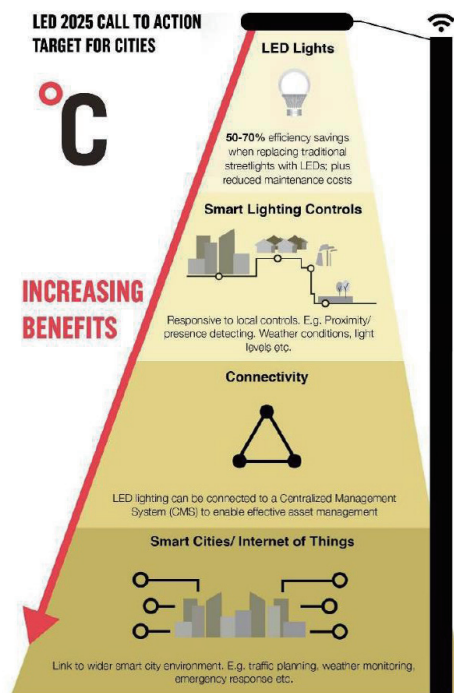 LED 2025 CALL TO ACTION
TARGET FOR CITIES
°C
LED Lights
50-70% efficiency savings
when replacing traditional
streetlights with LEDs; plus
reduced maintenance costs
Smart Lighting Controls
INCREASING
BENEFITS
Responsive to local controls. E.g. Proximity/
presence detecting. Weather conditions, light
levels etc.
Connectivity
LED lighting can be connected to a Centralized Management
System (CMS) to enable effective asset management
Smart Cities/ Internet of Things
Link to wider smart city environment. E.g. traffic planning, weather monitoring,
emergency response etc.